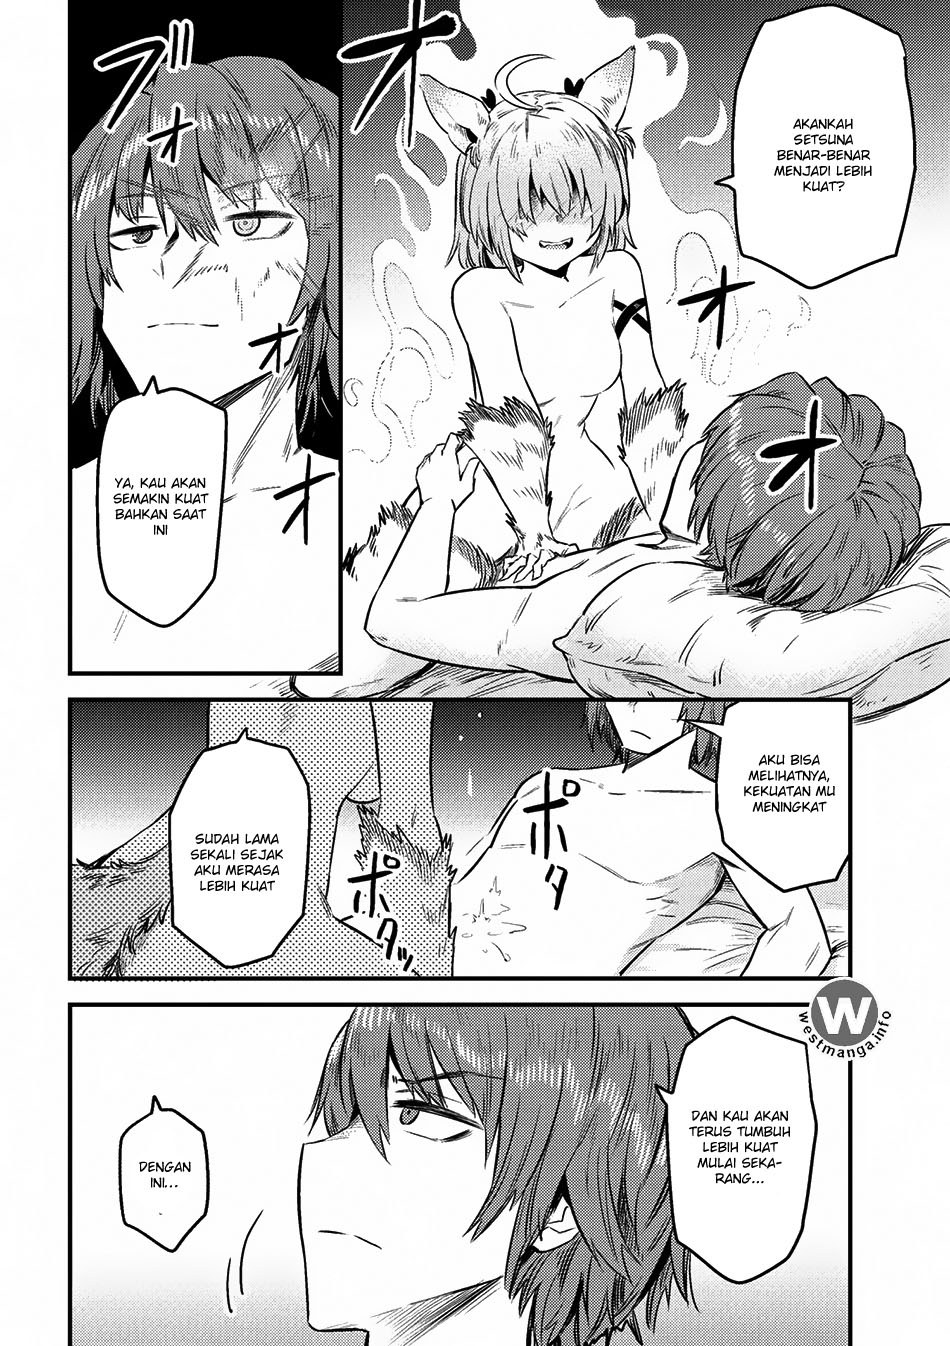 AKANKAH
SETSUNA
BENAR-BENAR
MENJADI LEBIH
KUAT?
オ
オ
オ
オ
オ
オ
オ
YA, KAU AKAN
SEMAKIN KUAT
BAHKAN SAAT
INI
AKU BISA
MELIHATNYA,
KEKUATAN MU
MENINGKAT
ポタ
ポタ
SUDAH LAMA
SEKALI SEJAK
AKU MERASA
LEBIH KUAT
W
westmanga.info
DAN KAU AKAN
TERUS TUMBUH
LEBIH KUAT
MULAI SEKA-
RANG...
DENGAN
INI...